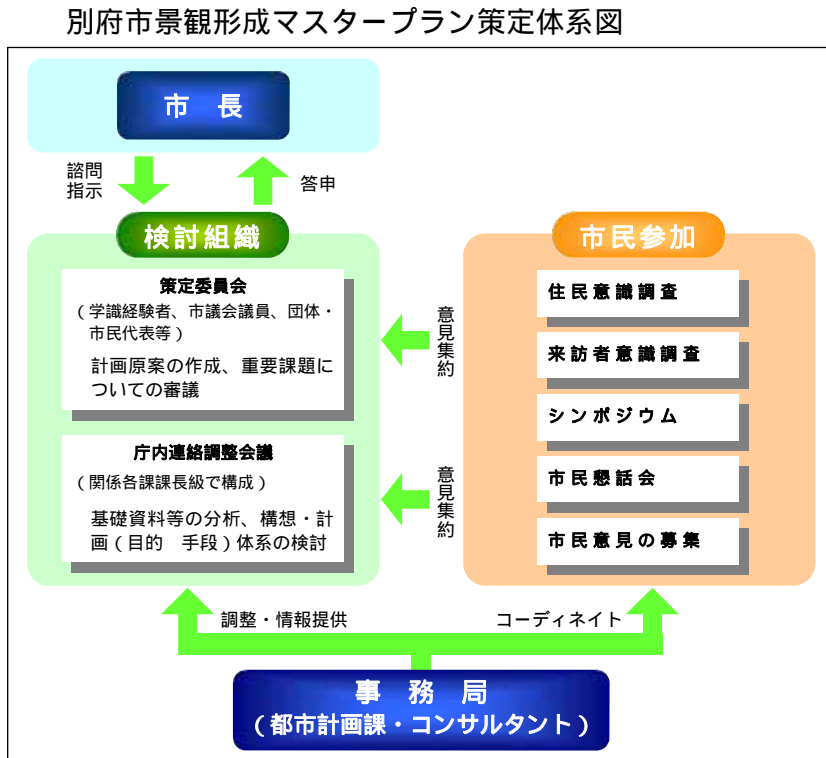 別府市景観形成マスタープラン策定体系図
市 長
諮問
指示
答申
検討組織
策定委員会
(学識経験者、市議会議員、団体・
市民代表等)
計画原案の作成、重要課題に
ついての審議
庁内連絡調整会議
(関係各課課長級で構成)
基礎資料等の分析、構想・計
画(目的 手段)体系の検討
意見集約
意見集約
市民参加
住民意識調査
来訪者意識調査
シンポジウム
市民懇話会
市民意見の募集
調整・情報提供
コーディネイト
事 務 局
(都市計画課・コンサルタント)